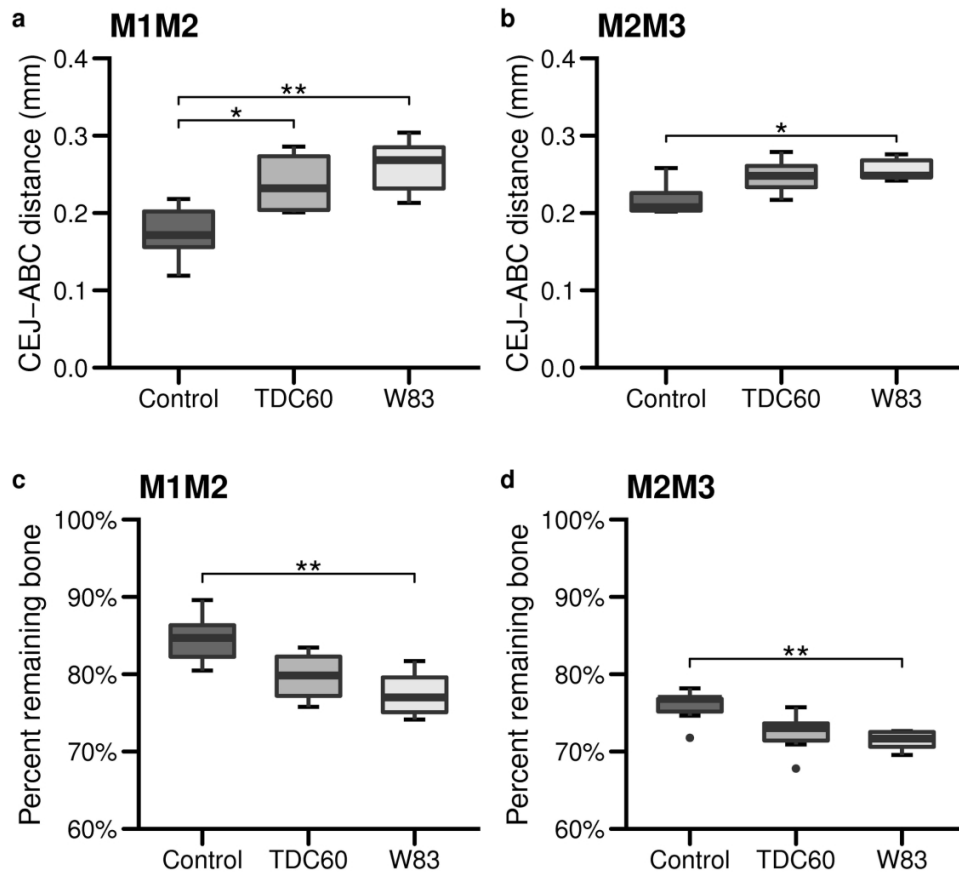 a
M1M2
CEJ–ABC distance (mm)
0.4
0.3
0.2
0.1
0.0
**
*
Control TDC60 W83
b
M2M3
CEJ–ABC distance (mm)
0.4
0.3
0.2
0.1
0.0
*
Control TDC60 W83
c
M1M2
Percent remaining bone
100%
90%
80%
70%
60%
**
Control TDC60 W83
d
M2M3
Percent remaining bone
100%
90%
80%
70%
60%
**
Control TDC60 W83